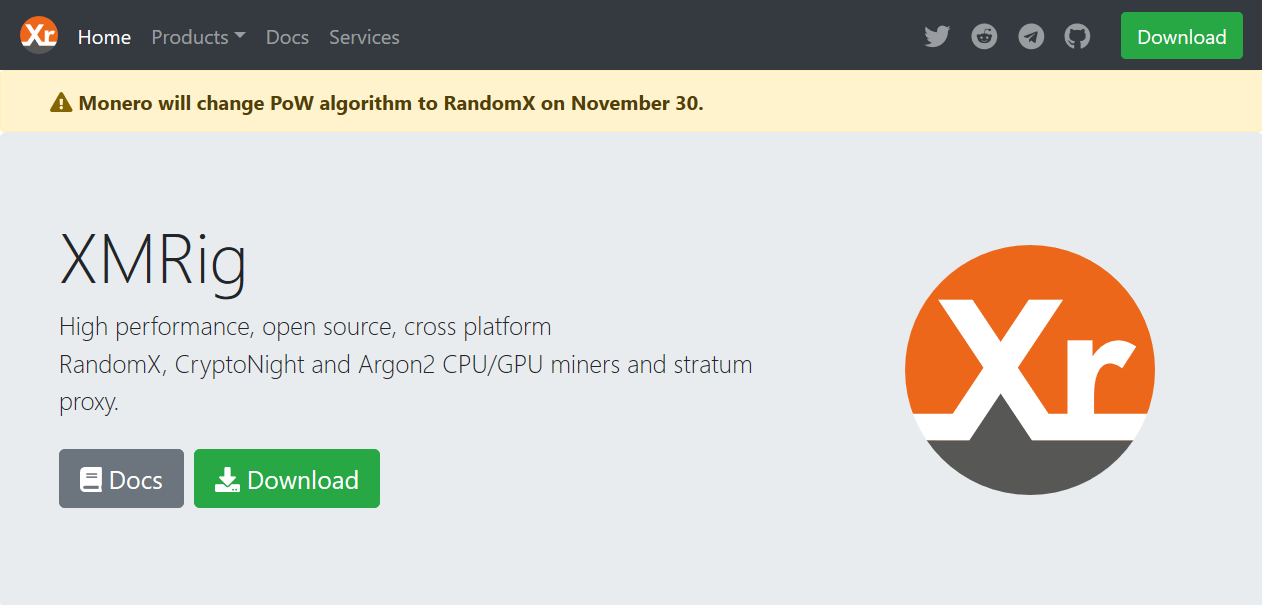 Xr Home Products Docs Services Download
Monero will change PoW algorithm to RandomX on November 30.
XMRig
High performance, open source, cross platform
RandomX, CryptoNight and Argon2 CPU/GPU miners and stratum
proxy.
Xr
Docs Download